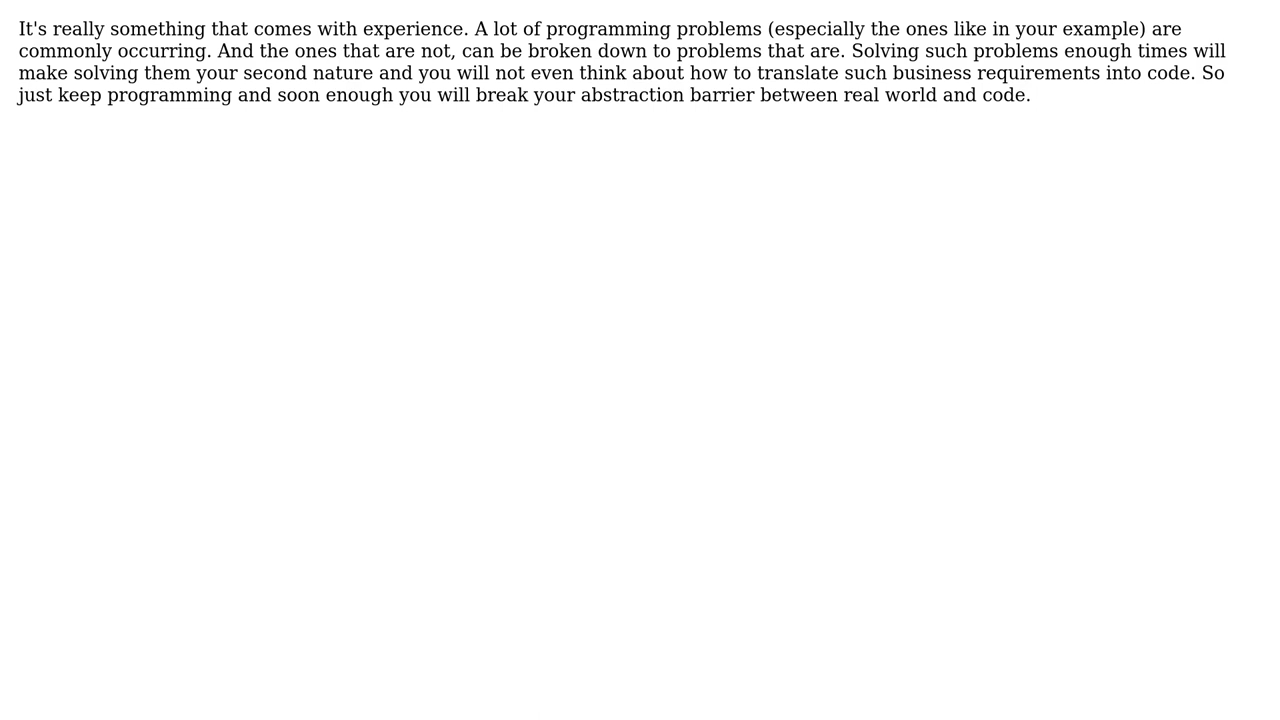 It's really something that comes with experience. A lot of programming problems (especially the ones like in your example) are
commonly occurring. And the ones that are not, can be broken down to problems that are. Solving such problems enough times will
make solving them your second nature and you will not even think about how to translate such business requirements into code. So
just keep programming and soon enough you will break your abstraction barrier between real world and code.